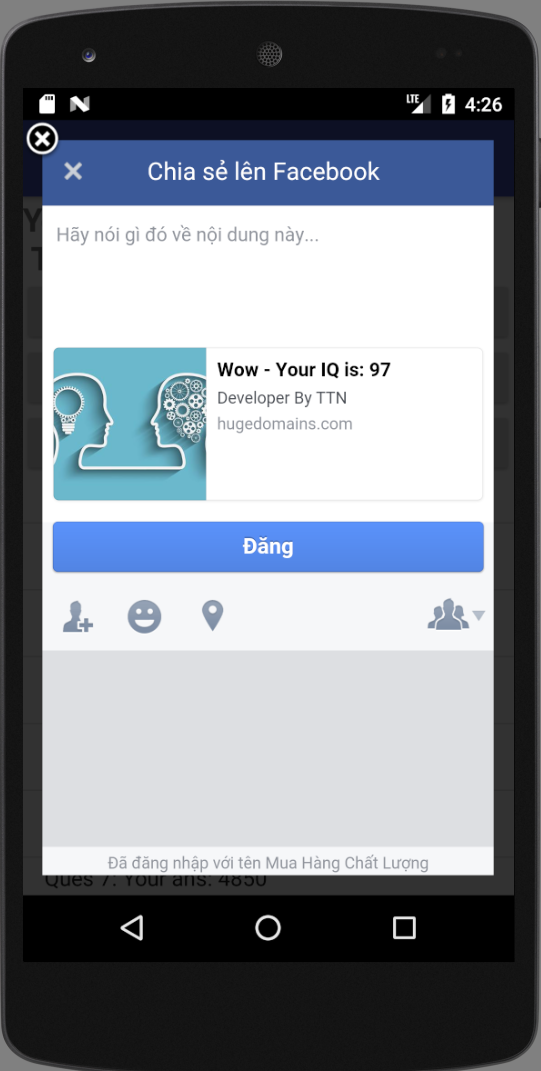 LTE 4:26
Chia sẻ lên Facebook
Hãy nói gì đó về nội dung này...
Wow - Your IQ is: 97
Developer By TTN
hugedomains.com
Đăng
Đã đăng nhập với tên Mua Hàng Chất Lượng
Ques 7: Your ans: 4850